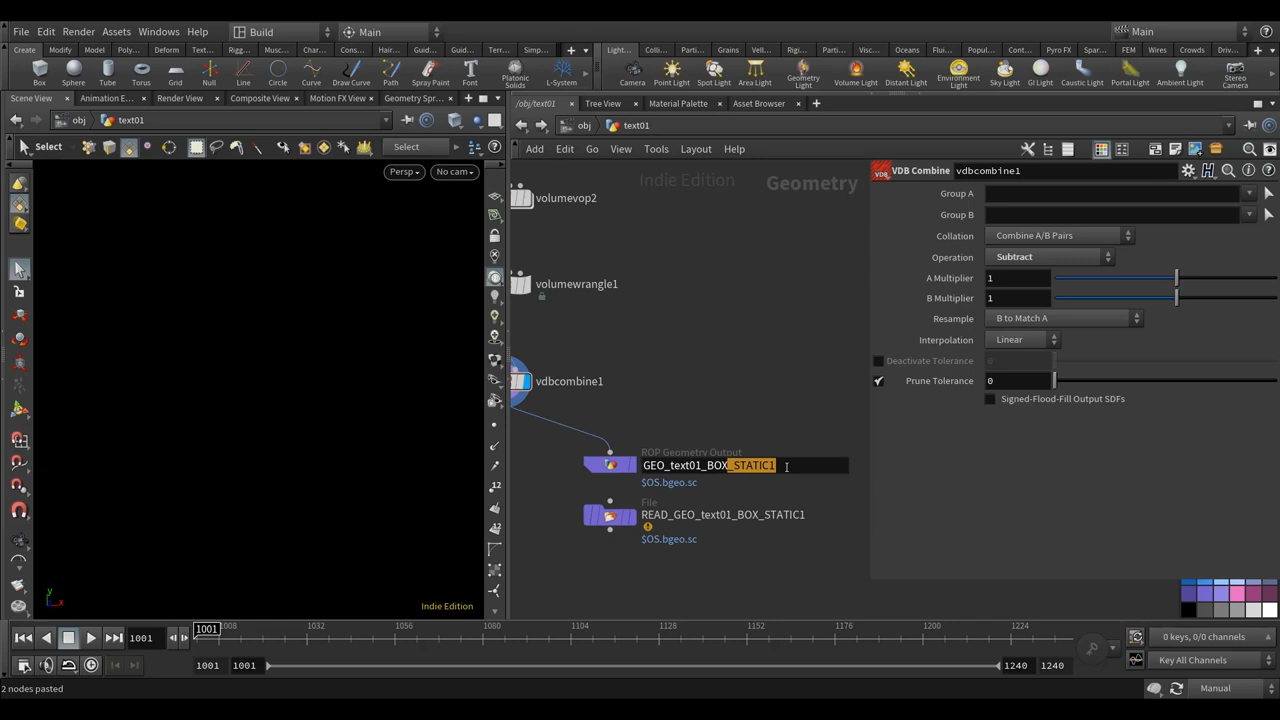 File Edit Render Assets Windows Help Build Main Main
Create Modify Model Poly... Deform Text... Rigg... Musc... Char... Cons... Hair... Guid... Guid... Terr... Simp...
Light... Colli... Parti... Grains Vell... Rigi... Parti... Visc... Oceans Flui... Popul... Cont... Pyro FX Spar... FEM Wires Crowds Driv...
Box Sphere Tube Torus Grid Null Line Circle Curve Draw Curve Path Spray Paint Font Platonic Solids L-System
Camera Point Light Spot Light Area Light Geometry Light Volume Light Distant Light Environment Light Sky Light GI Light Caustic Light Portal Light Ambient Light Stereo Camera
Scene View Animation E... Render View Composite View Motion FX View Geometry Spr...
/obj/text01 Tree View Material Palette Asset Browser
obj text01
obj text01
Select Select
Add Edit Go View Tools Layout Help
Persp No cam
Indie Edition Geometry
volumevop2
volumewrangle1
vdbcombine1
ROP Geometry Output
GEO_text01_BOX_STATIC1
$OS.bgeo.sc
File
READ_GEO_text01_BOX_STATIC1
$OS.bgeo.sc
VDB Combine vdbcombine1
Group A
Group B
Collation Combine A/B Pairs
Operation Subtract
A Multiplier 1
B Multiplier 1
Resample B to Match A
Interpolation Linear
Deactivate Tolerance 0
Prune Tolerance 0
Signed-Flood-Fill Output SDFs
12
y
x
Indie Edition
1001 1001 1008 1032 1056 1080 1104 1128 1152 1176 1200 1224
0 keys, 0/0 channels
1001 1001 1240 1240
Key All Channels
2 nodes pasted
Manual